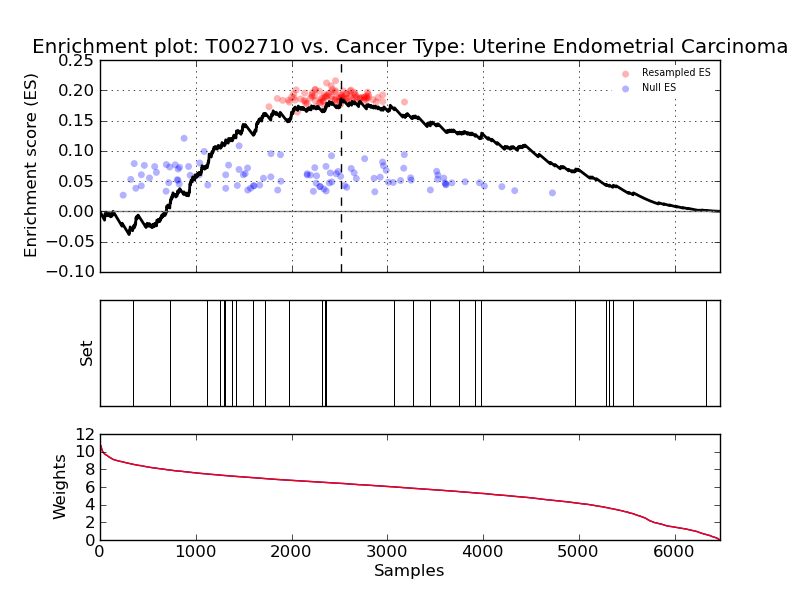 Enrichment plot: T002710 vs. Cancer Type: Uterine Endometrial Carcinoma
Enrichment score (ES)
0.25
0.20
0.15
0.10
0.05
0.00
−0.05
−0.10
Resampled ES
Null ES
Set
Weights
12
10
8
6
4
2
0
0 1000 2000 3000 4000 5000 6000
Samples